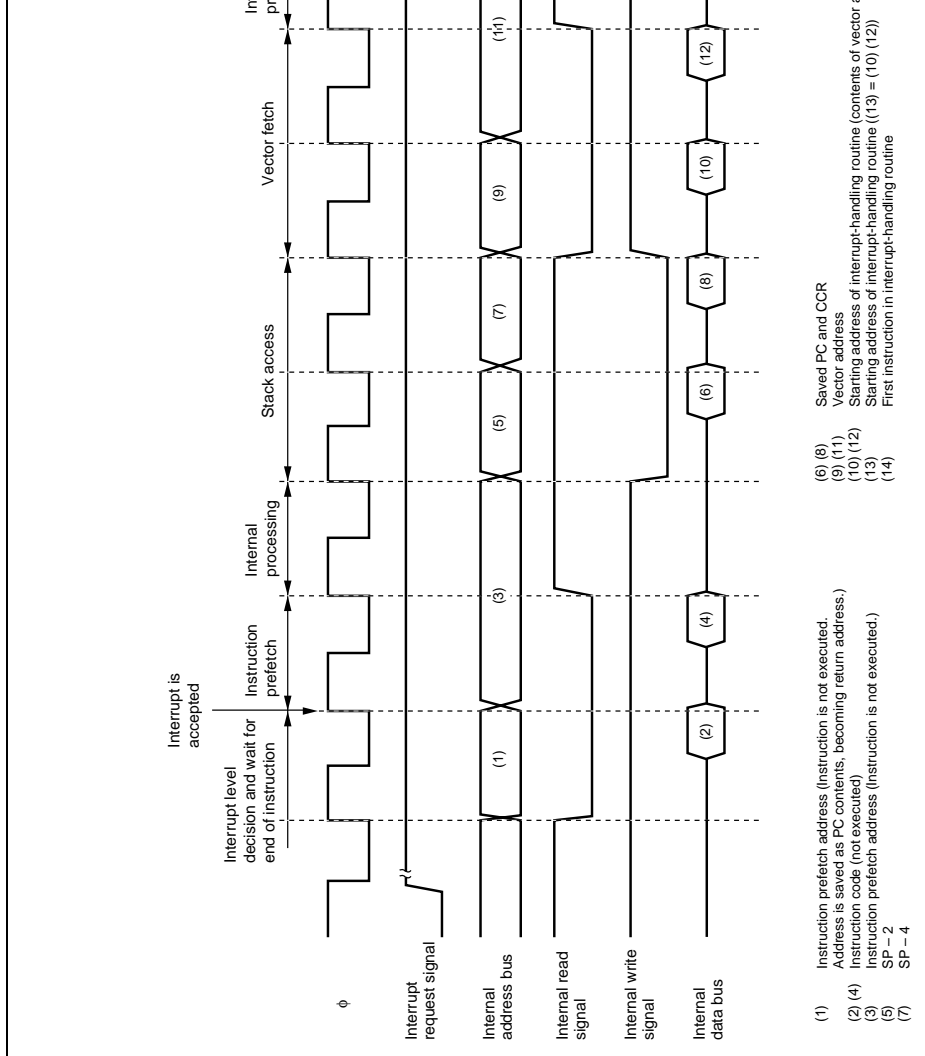 Interrupt is
accepted
Interrupt level
decision and wait for
end of instruction
Instruction
prefetch
Internal
processing
Stack access
Vector fetch
φ
Interrupt
request signal
Internal
address bus
(1)
(3)
(5)
(7)
(9)
(11)
Internal read
signal
Internal write
signal
Internal
data bus
(2)
(4)
(6)
(8)
(10)
(12)
(1) Instruction prefetch address (Instruction is not executed.
Address is saved as PC contents, becoming return address.)
(2) (4) Instruction code (not executed)
(3) Instruction prefetch address (Instruction is not executed.)
(5) SP – 2
(7) SP – 4
(6) (8) Saved PC and CCR
(9) (11) Vector address
(10) (12) Starting address of interrupt-handling routine (contents of vector
(13) Starting address of interrupt-handling routine ((13) = (10) (12))
(14) First instruction in interrupt-handling routine